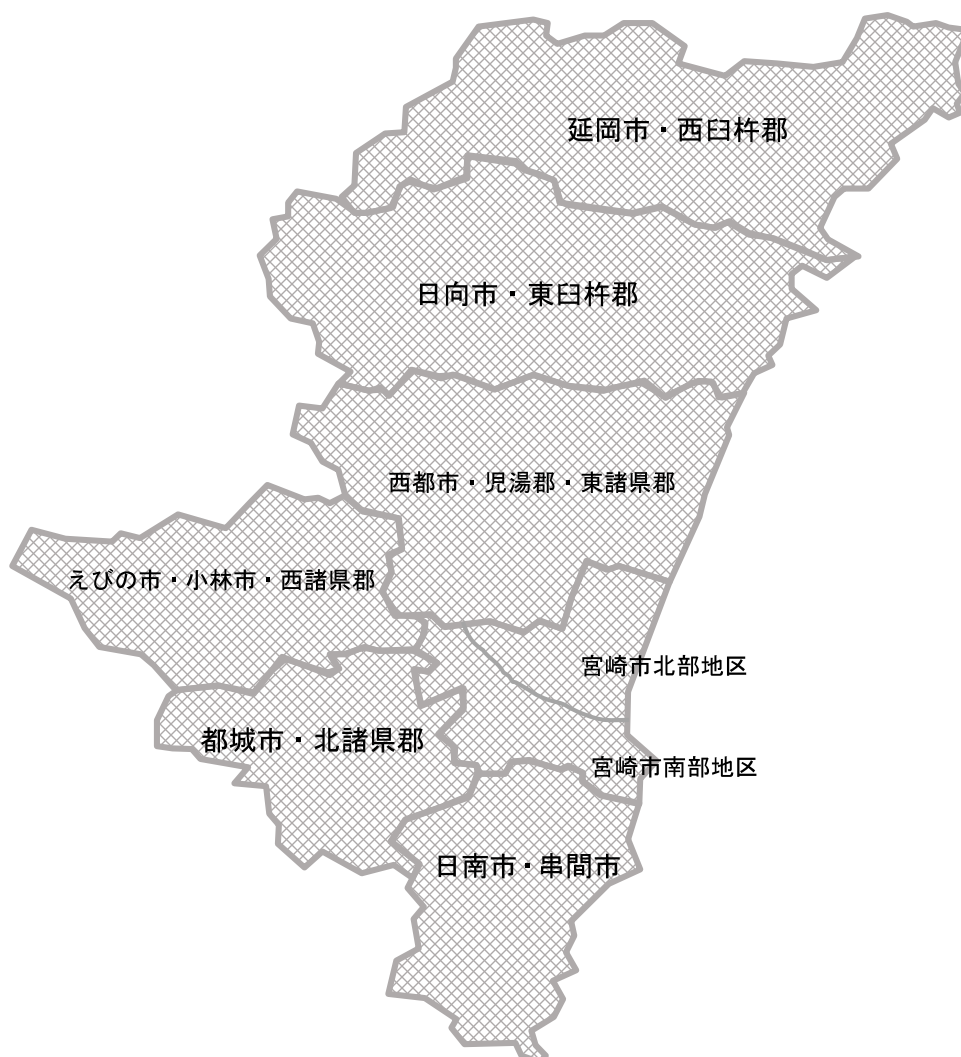 延岡市・西臼杵郡
日向市・東臼杵郡
西都市・児湯郡・東諸県郡
えびの市・小林市・西諸県郡
宮崎市北部地区
都城市・北諸県郡
宮崎市南部地区
日南市・串間市